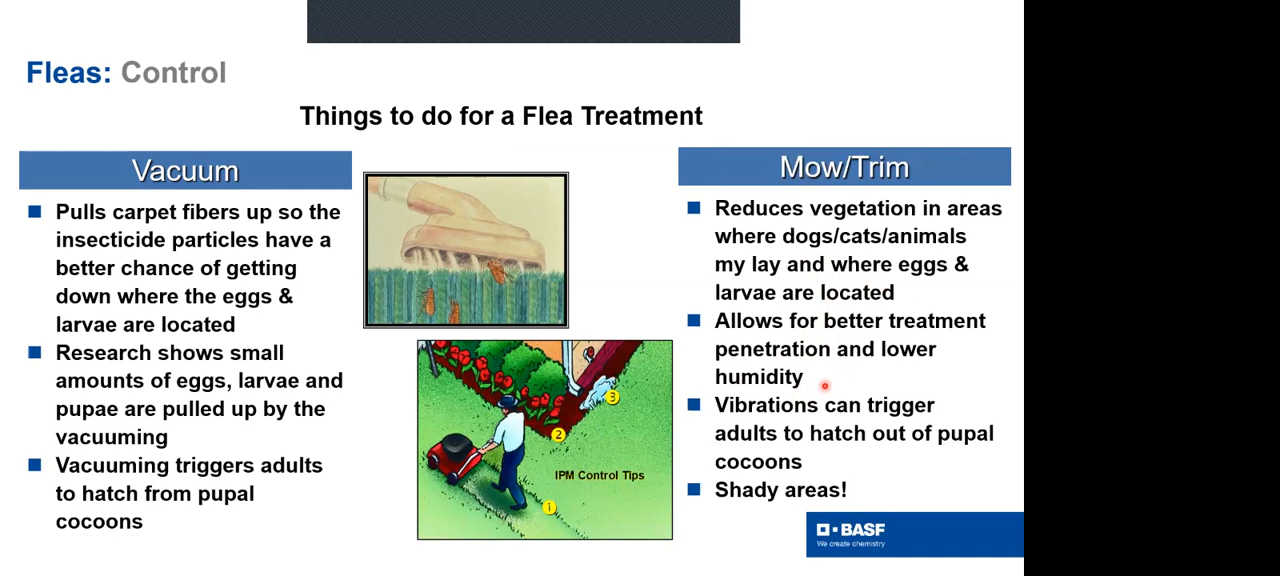 Fleas: Control
Things to do for a Flea Treatment
Vacuum
Pulls carpet fibers up so the
insecticide particles have a
better chance of getting
down where the eggs &
larvae are located
Research shows small
amounts of eggs, larvae and
pupae are pulled up by the
vacuuming
Vacuuming triggers adults
to hatch from pupal
cocoons
3
2
IPM Control Tips
1
Mow/Trim
Reduces vegetation in areas
where dogs/cats/animals
my lay and where eggs &
larvae are located
Allows for better treatment
penetration and lower
humidity
Vibrations can trigger
adults to hatch out of pupal
cocoons
Shady areas!
BASF
We create chemistry